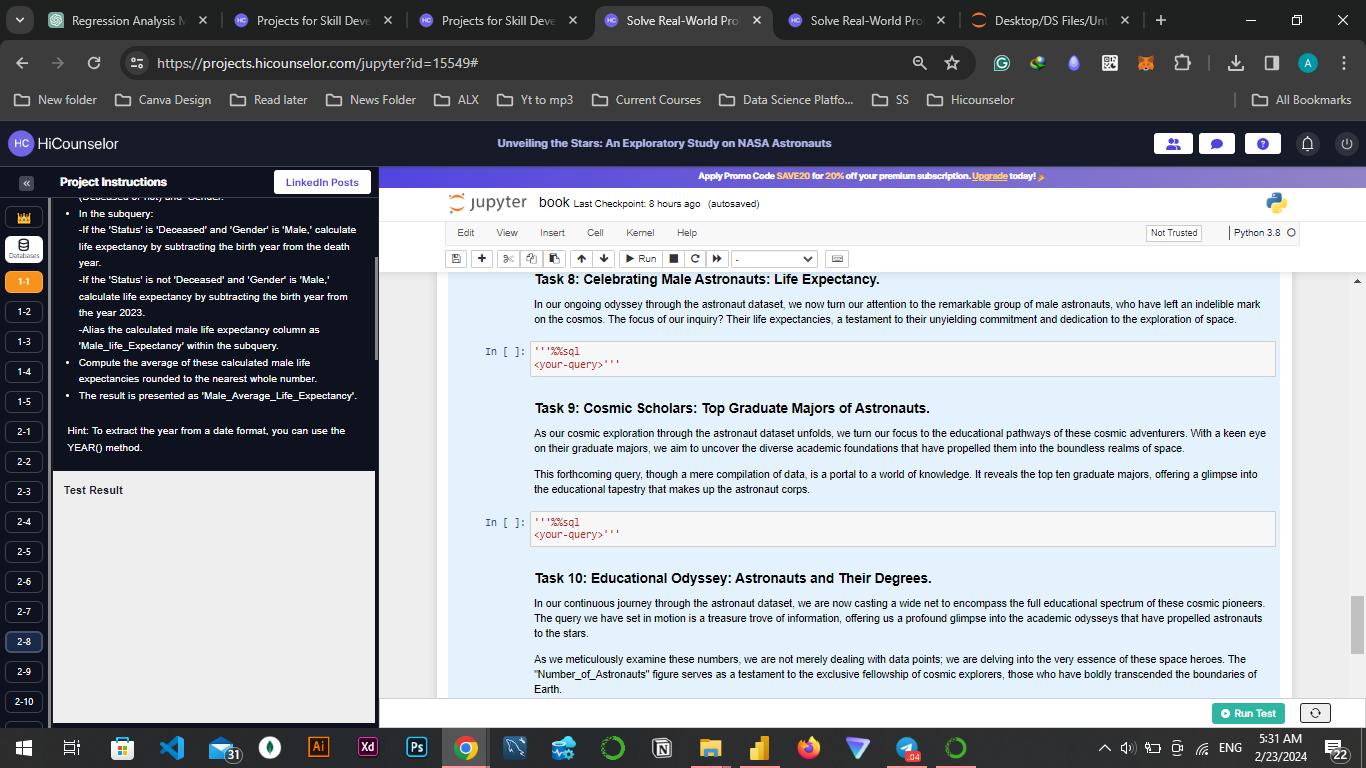 Regression Analysis M
Projects for Skill Deve
Projects for Skill Deve
Solve Real-World Pro
Solve Real-World Pro
Desktop/DS Files/Unt
https://projects.hicounselor.com/jupyter?id=15549#
A
New folder
Canva Design
Read later
News Folder
ALX
Yt to mp3
Current Courses
Data Science Platfo...
SS
Hicounselor
All Bookmarks
HC HiCounselor
Unveiling the Stars: An Exploratory Study on NASA Astronauts
Project Instructions
LinkedIn Posts
Apply Promo Code SAVE20 for 20% off your premium subscription. Upgrade today!
Databases
1-1
1-2
1-3
1-4
1-5
2-1
2-2
2-3
2-4
2-5
2-6
2-7
2-8
2-9
2-10
(Deceased or not) and 'Gender.'
• In the subquery:
-If the 'Status' is 'Deceased' and 'Gender' is 'Male,' calculate
life expectancy by subtracting the birth year from the death
year.
-If the 'Status' is not 'Deceased' and 'Gender' is 'Male,'
calculate life expectancy by subtracting the birth year from
the year 2023.
-Alias the calculated male life expectancy column as
'Male_life_Expectancy' within the subquery.
• Compute the average of these calculated male life
expectancies rounded to the nearest whole number.
• The result is presented as 'Male_Average_Life_Expectancy'.
Hint: To extract the year from a date format, you can use the
YEAR() method.
Test Result
jupyter book Last Checkpoint: 8 hours ago (autosaved)
Edit View Insert Cell Kernel Help
Not Trusted
Python 3.8
Run
-
Task 8: Celebrating Male Astronauts: Life Expectancy.
In our ongoing odyssey through the astronaut dataset, we now turn our attention to the remarkable group of male astronauts, who have left an indelible mark
on the cosmos. The focus of our inquiry? Their life expectancies, a testament to their unyielding commitment and dedication to the exploration of space.
In [ ]: '''%%sql
<your-query>'''
Task 9: Cosmic Scholars: Top Graduate Majors of Astronauts.
As our cosmic exploration through the astronaut dataset unfolds, we turn our focus to the educational pathways of these cosmic adventurers. With a keen eye
on their graduate majors, we aim to uncover the diverse academic foundations that have propelled them into the boundless realms of space.
This forthcoming query, though a mere compilation of data, is a portal to a world of knowledge. It reveals the top ten graduate majors, offering a glimpse into
the educational tapestry that makes up the astronaut corps.
In [ ]: '''%%sql
<your-query>'''
Task 10: Educational Odyssey: Astronauts and Their Degrees.
In our continuous journey through the astronaut dataset, we are now casting a wide net to encompass the full educational spectrum of these cosmic pioneers.
The query we have set in motion is a treasure trove of information, offering us a profound glimpse into the academic odysseys that have propelled astronauts
to the stars.
As we meticulously examine these numbers, we are not merely dealing with data points; we are delving into the very essence of these space heroes. The
"Number_of_Astronauts" figure serves as a testament to the exclusive fellowship of cosmic explorers, those who have boldly transcended the boundaries of
Earth.
Run Test
31
Ai
Xd
Ps
.04
ENG
5:31 AM
2/23/2024
22